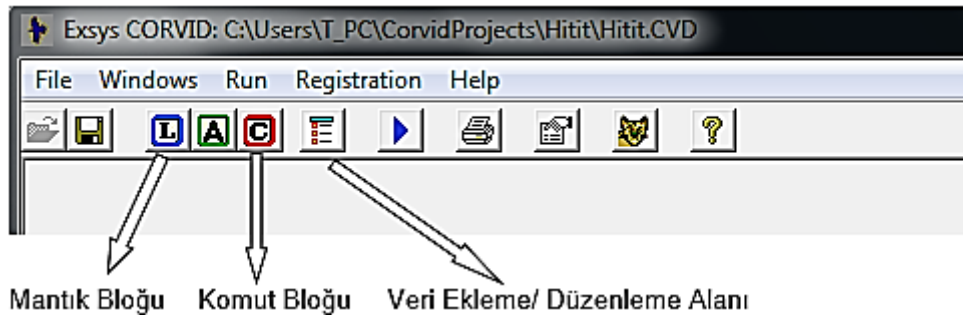 Exsys CORVID: C:\Users\T_PC\CorvidProjects\Hitit\Hitit.CVD
File Windows Run Registration Help
L A C ?
Mantık Bloğu Komut Bloğu Veri Ekleme/ Düzenleme Alanı